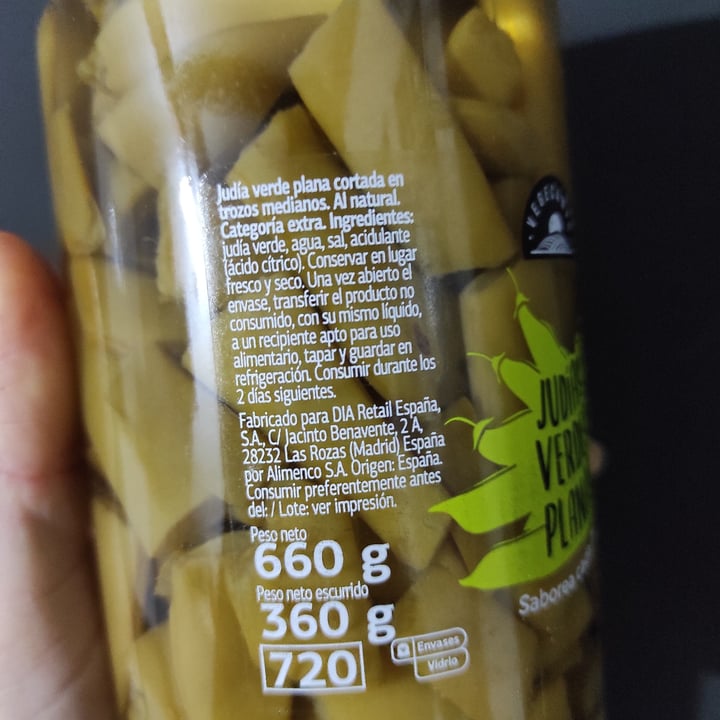 Judía verde plana cortada en
trozos medianos. Al natural.
Categoría extra. Ingredientes:
judía verde, agua, sal, acidulante
(ácido cítrico). Conservar en lugar
fresco y seco. Una vez abierto el
envase, transferir el producto no
consumido, con su mismo líquido,
a un recipiente apto para uso
alimentario, tapar y guardar en
refrigeración. Consumir durante los
2 días siguientes.
Fabricado para DIA Retail España,
S.A., C/ Jacinto Benavente, 2 A,
28232 Las Rozas (Madrid) España
por Alimenco S.A. Origen: España.
Consumir preferentemente antes
del: / Lote: ver impresión.
Peso neto
660 g
Peso neto escurrido
360 g
720
Envases
Vidrio
Saborea